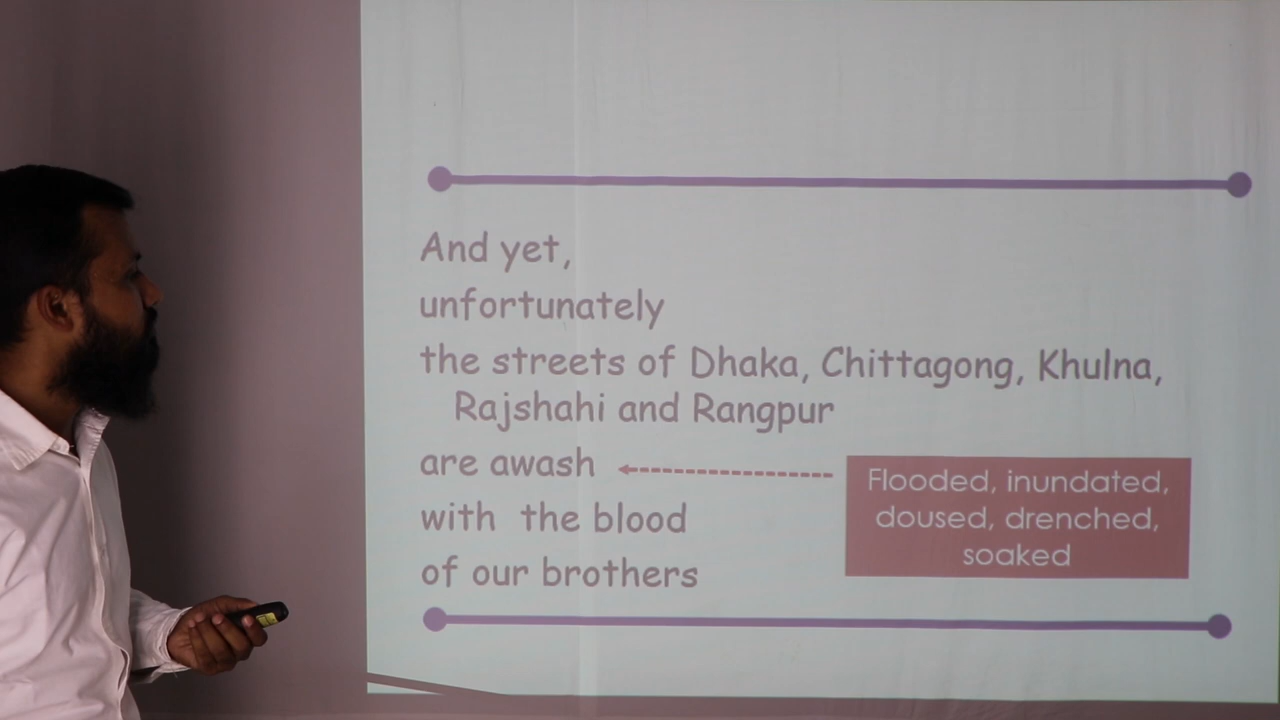 And yet,
unfortunately
the streets of Dhaka, Chittagong, Khulna,
Rajshahi and Rangpur
are awash
with the blood
of our brothers
Flooded, inundated,
doused, drenched,
soaked